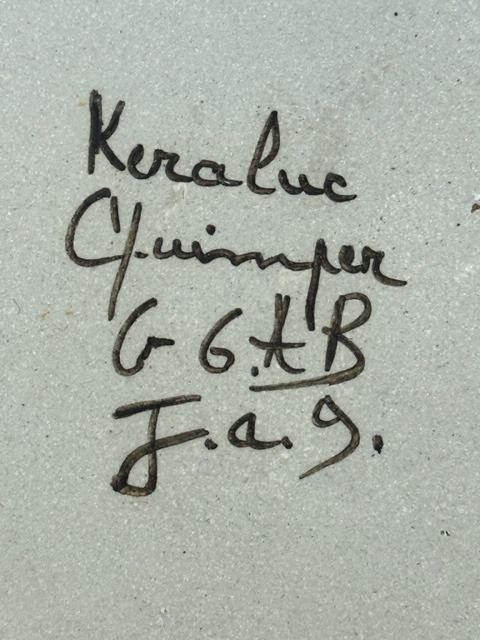 Keraluc
Quimper
G G.A B
J.a.g.